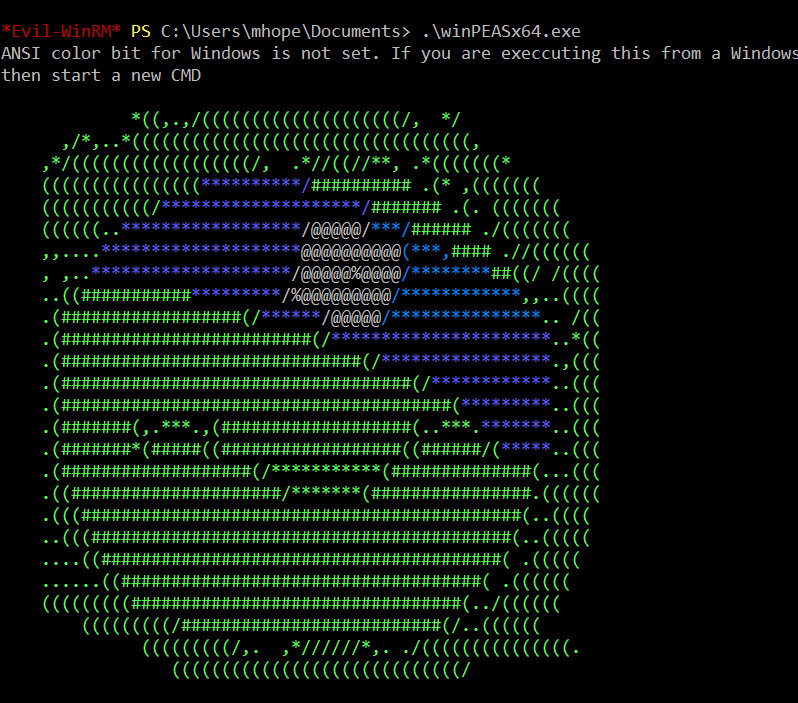 *Evil-WinRM* PS C:\Users\mhope\Documents> .\winPEASx64.exe
ANSI color bit for Windows is not set. If you are execcuting this from a Windows
then start a new CMD